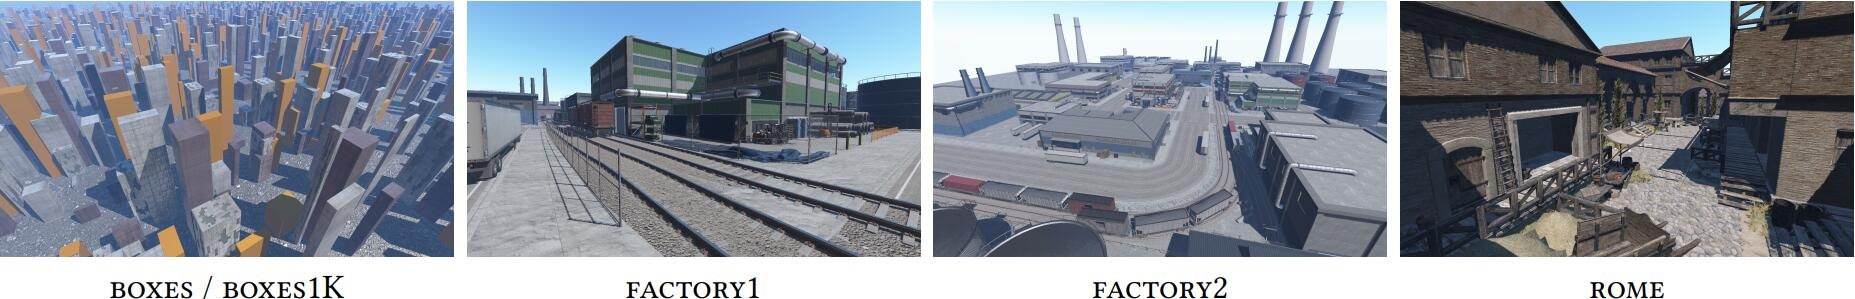 BOXES / BOXES1K
FACTORY1
FACTORY2
ROME